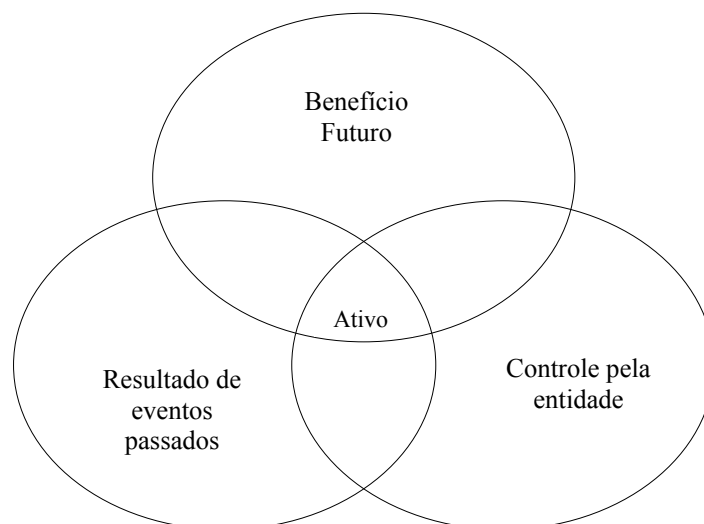 Benefício
Futuro
Ativo
Resultado de
eventos
passados
Controle pela
entidade